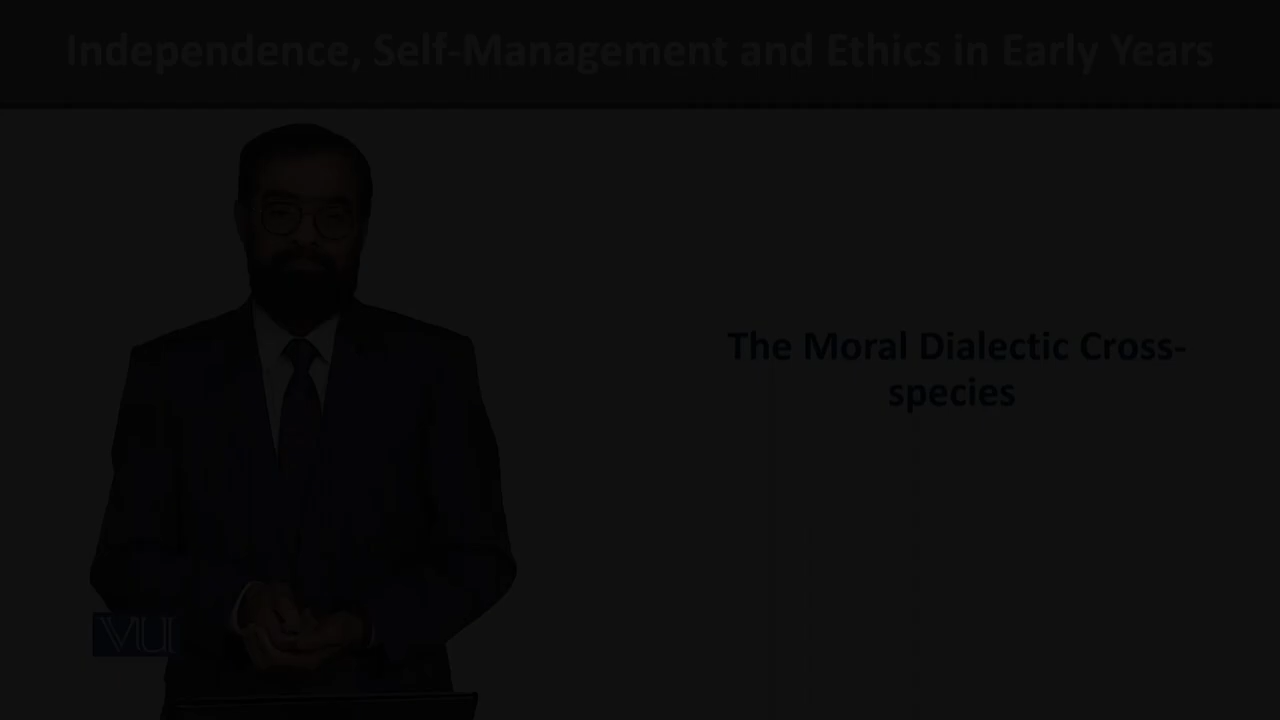 Independence, Self-Management and Ethics in Early Years
The Moral Dialectic Cross-
species
VU